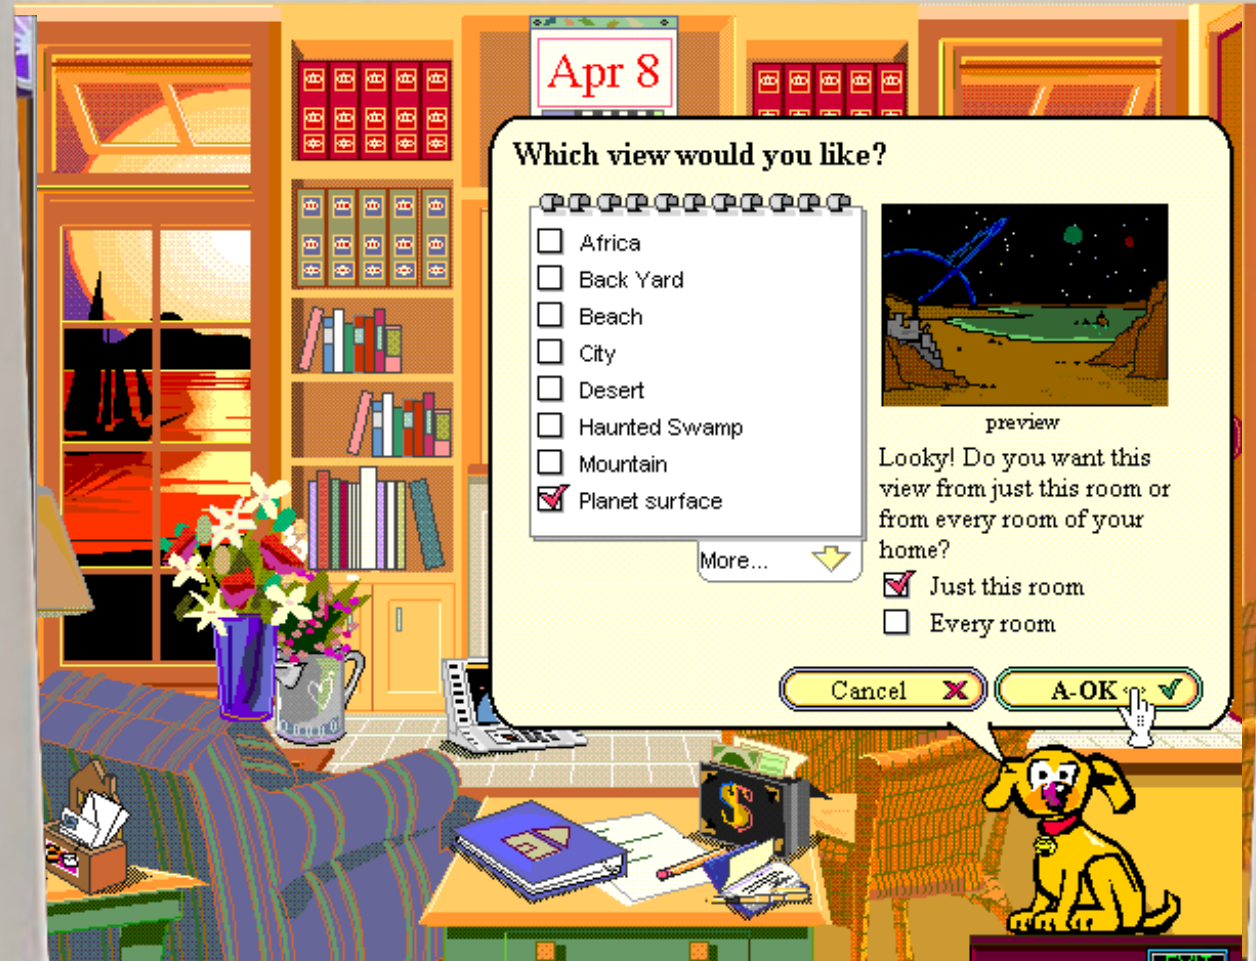 Apr 8
Which view would you like?
Africa
Back Yard
Beach
City
Desert
Haunted Swamp
Mountain
Planet surface
More...
preview
Looky! Do you want this
view from just this room or
from every room of your
home?
Just this room
Every room
Cancel
A-OK
$